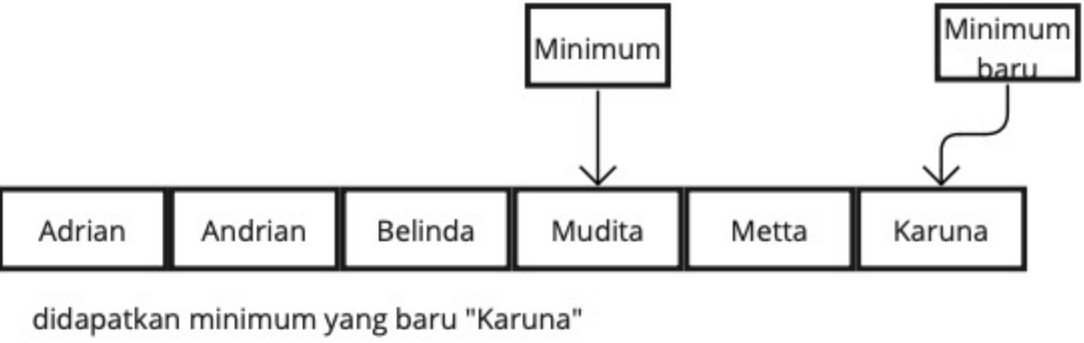 Minimum
Minimum
baru
Adrian Andrian Belinda Mudita Metta Karuna
didapatkan minimum yang baru "Karuna"